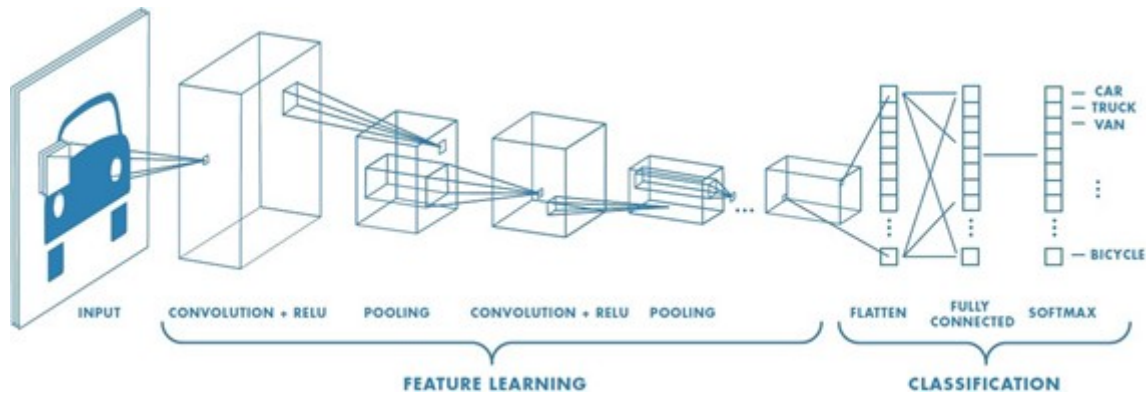 CAR
TRUCK
VAN
BICYCLE
INPUT
CONVOLUTION + RELU
POOLING
CONVOLUTION + RELU
POOLING
FLATTEN
FULLY
CONNECTED
SOFTMAX
FEATURE LEARNING
CLASSIFICATION